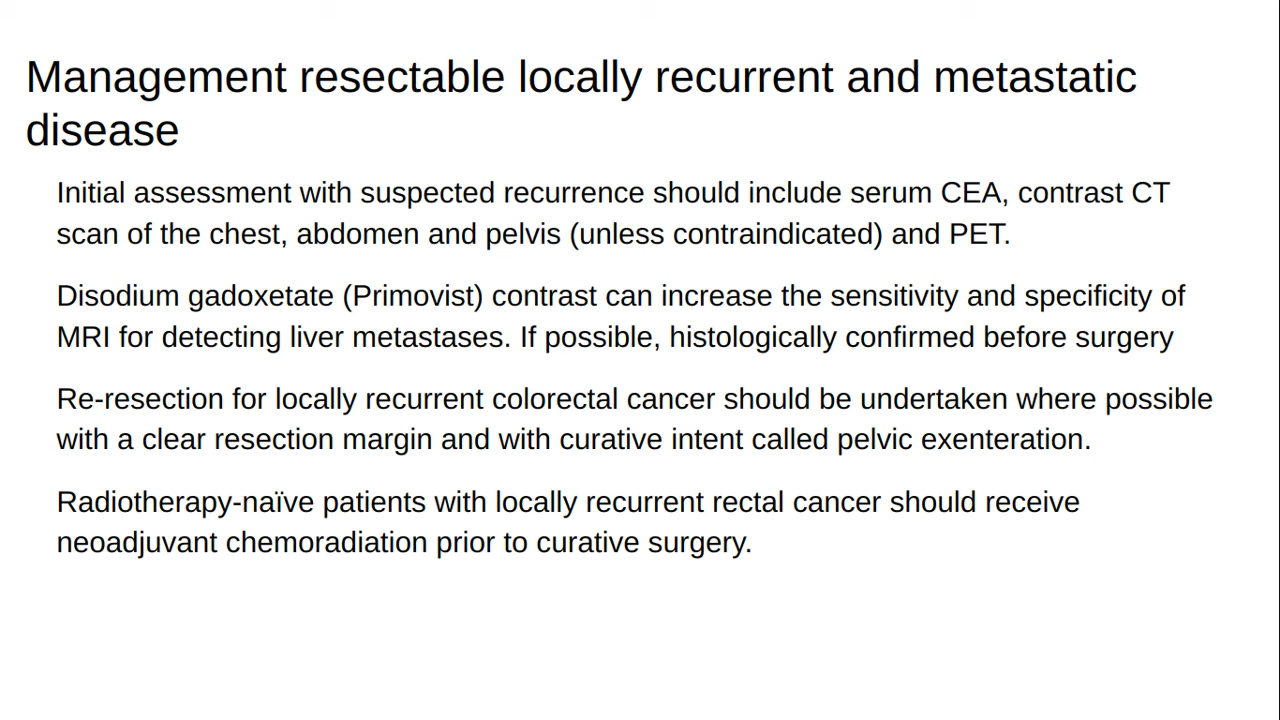 Management resectable locally recurrent and metastatic
disease
Initial assessment with suspected recurrence should include serum CEA, contrast CT
scan of the chest, abdomen and pelvis (unless contraindicated) and PET.
Disodium gadoxetate (Primovist) contrast can increase the sensitivity and specificity of
MRI for detecting liver metastases. If possible, histologically confirmed before surgery
Re-resection for locally recurrent colorectal cancer should be undertaken where possible
with a clear resection margin and with curative intent called pelvic exenteration.
Radiotherapy-naïve patients with locally recurrent rectal cancer should receive
neoadjuvant chemoradiation prior to curative surgery.